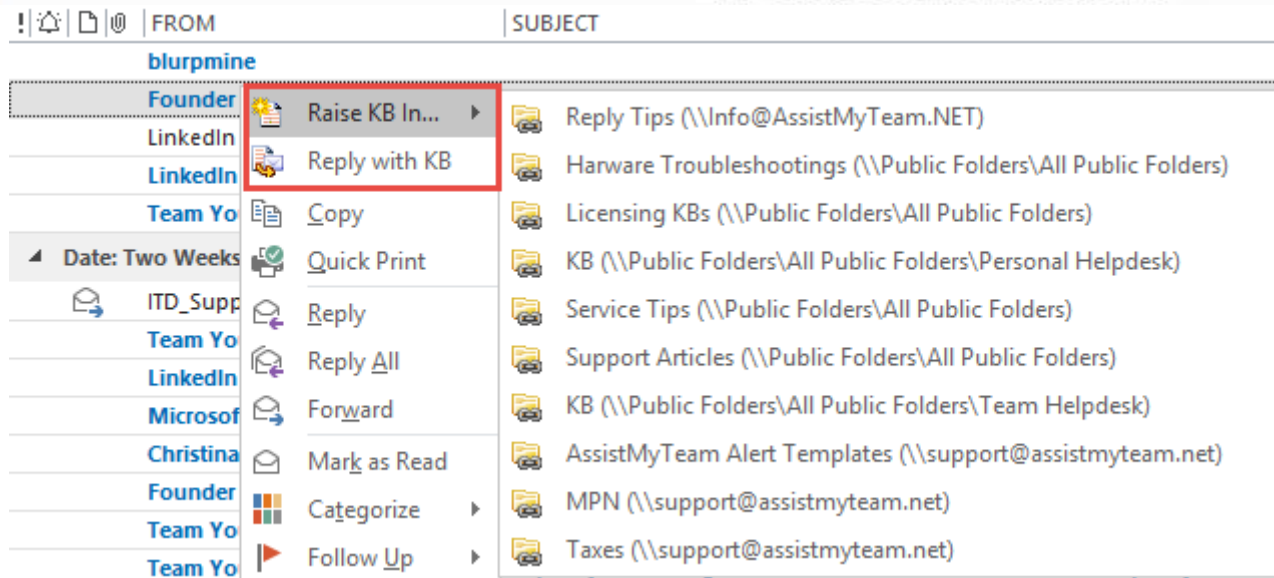 ! FROM SUBJECT
blurpmine
Founder
LinkedIn
LinkedIn
Team Yo
Date: Two Weeks
ITD_Supp
Team Yo
LinkedIn
Microsof
Christina
Founder
Team Yo
Team Yo
Raise KB In...
Reply with KB
Copy
Quick Print
Reply
Reply All
Forward
Mark as Read
Categorize
Follow Up
Reply Tips (\\Info@AssistMyTeam.NET)
Harware Troubleshootings (\\Public Folders\All Public Folders)
Licensing KBs (\\Public Folders\All Public Folders)
KB (\\Public Folders\All Public Folders\Personal Helpdesk)
Service Tips (\\Public Folders\All Public Folders)
Support Articles (\\Public Folders\All Public Folders)
KB (\\Public Folders\All Public Folders\Team Helpdesk)
AssistMyTeam Alert Templates (\\support@assistmyteam.net)
MPN (\\support@assistmyteam.net)
Taxes (\\support@assistmyteam.net)